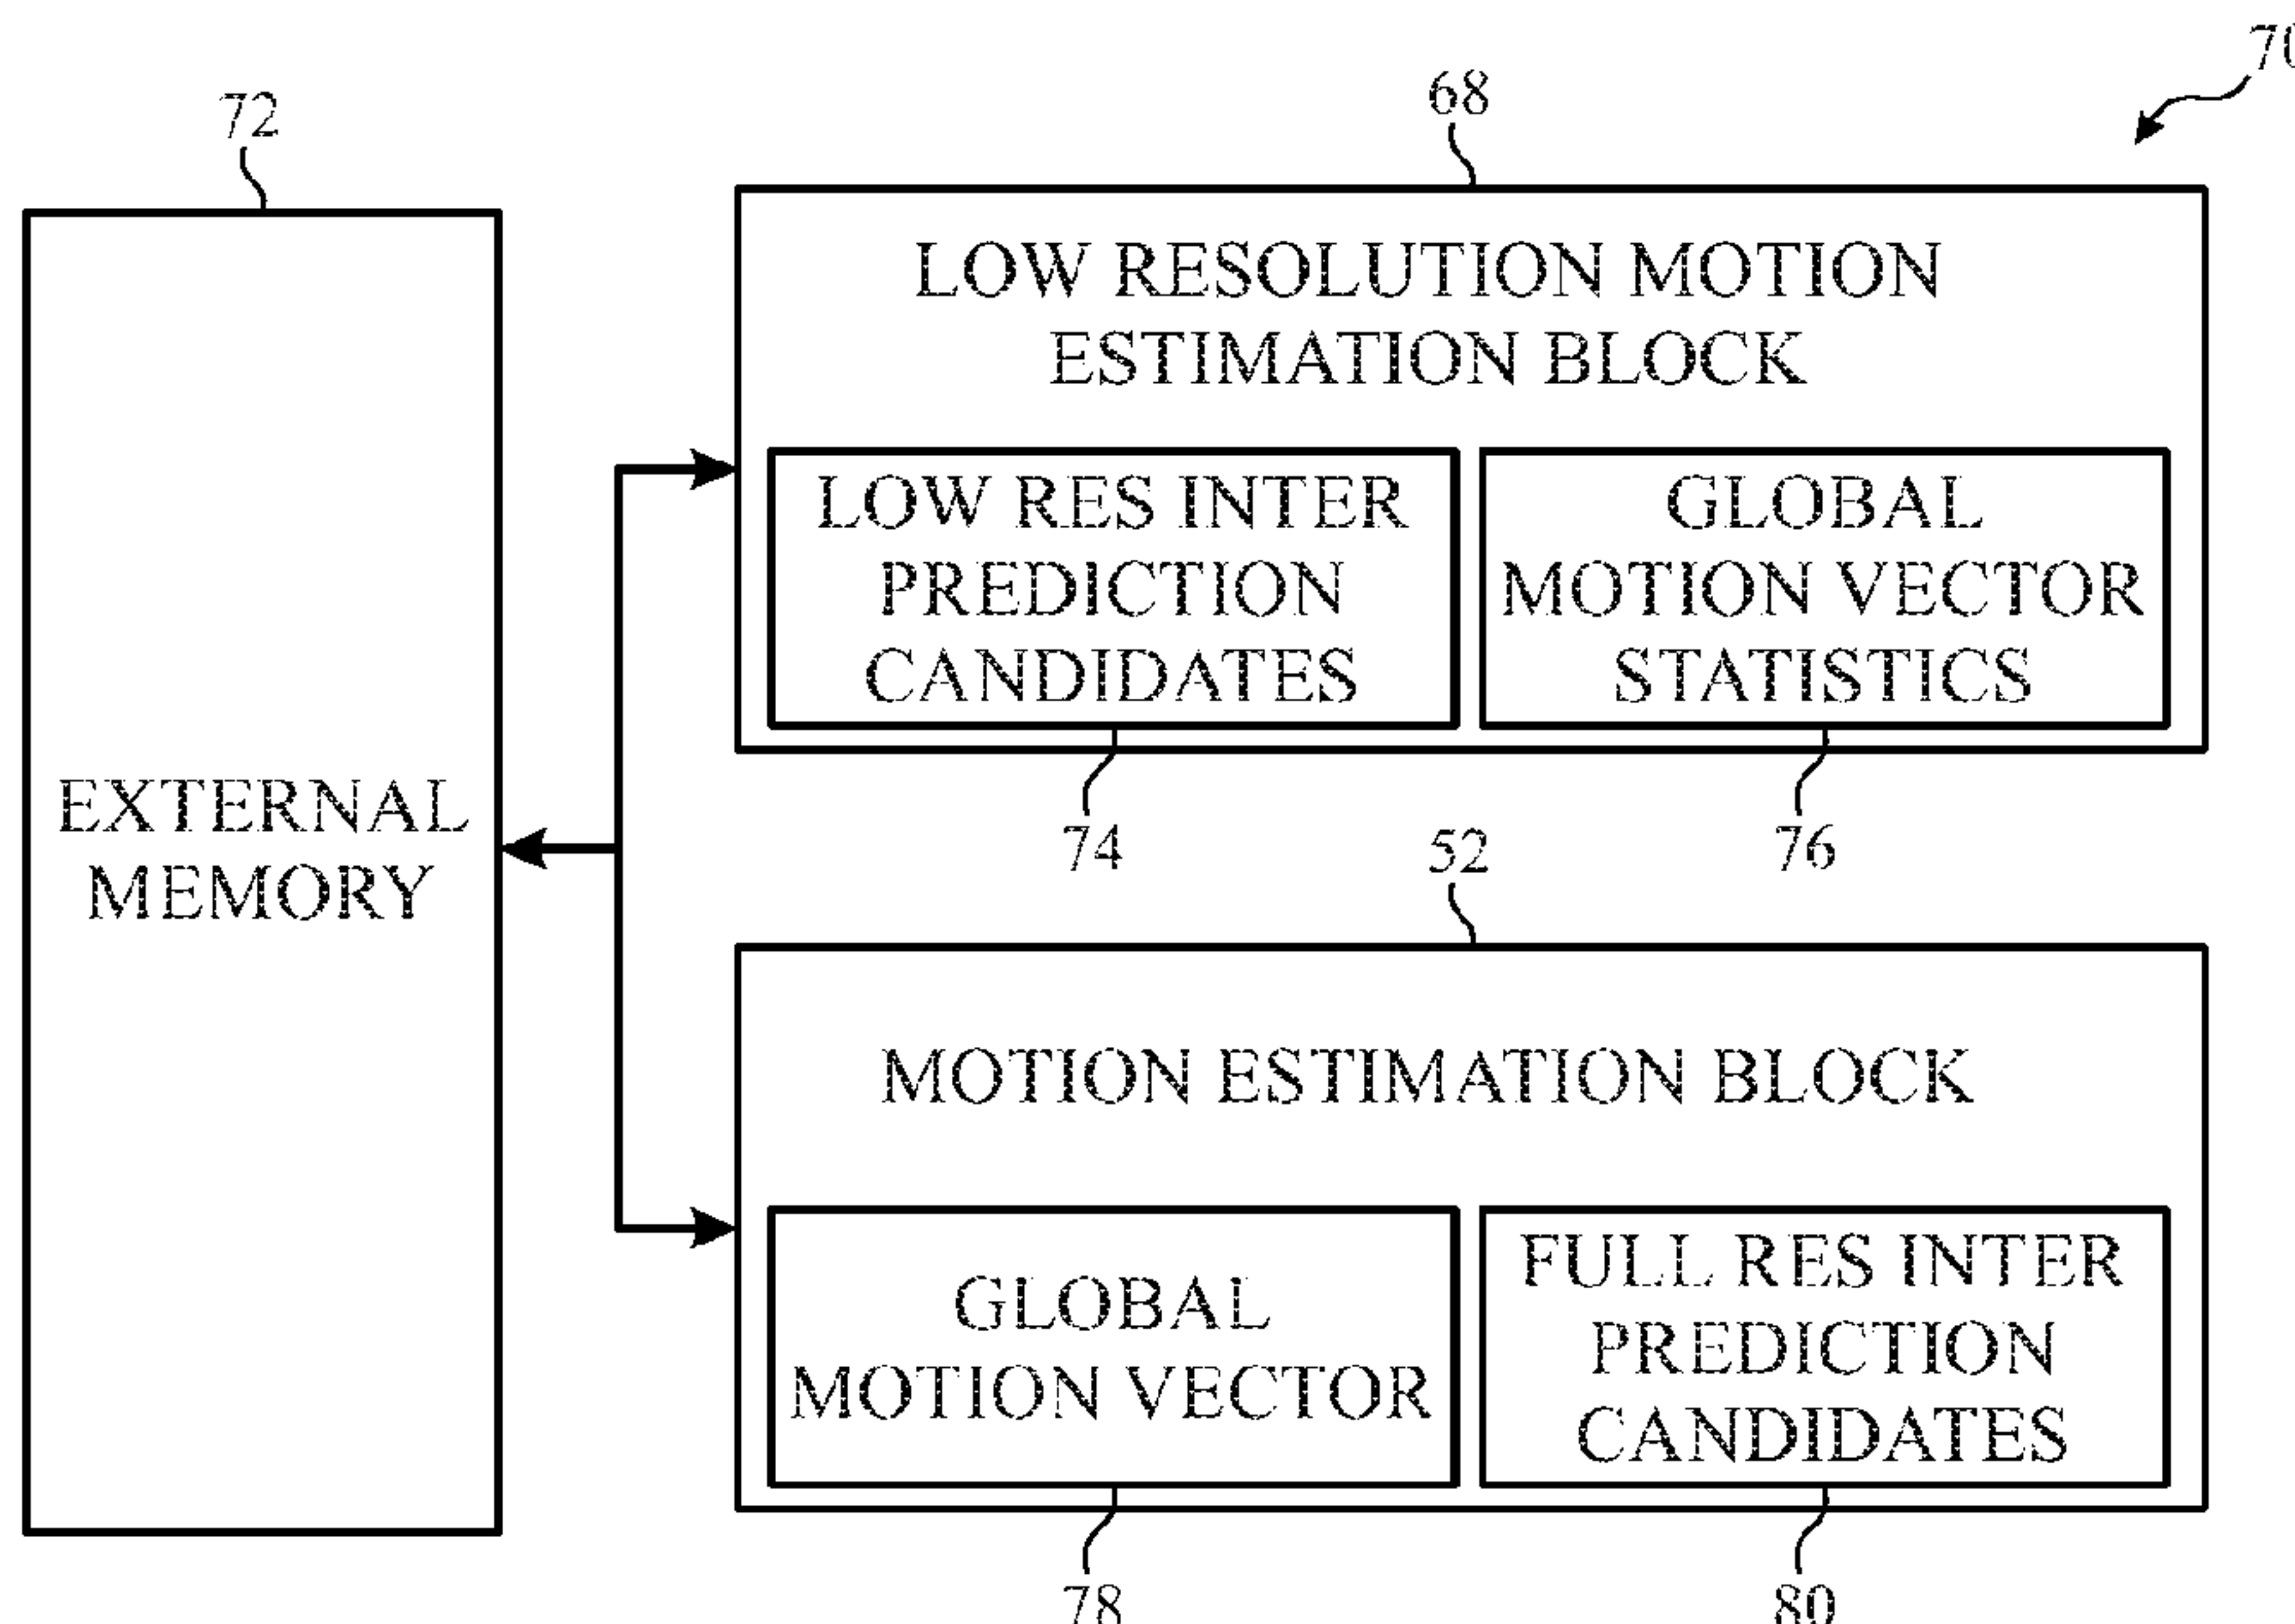 70
72
68
LOW RESOLUTION MOTION
ESTIMATION BLOCK
LOW RES INTER
PREDICTION
CANDIDATES
GLOBAL
MOTION VECTOR
STATISTICS
74
76
EXTERNAL
MEMORY
52
MOTION ESTIMATION BLOCK
GLOBAL
MOTION VECTOR
FULL RES INTER
PREDICTION
CANDIDATES
78
80